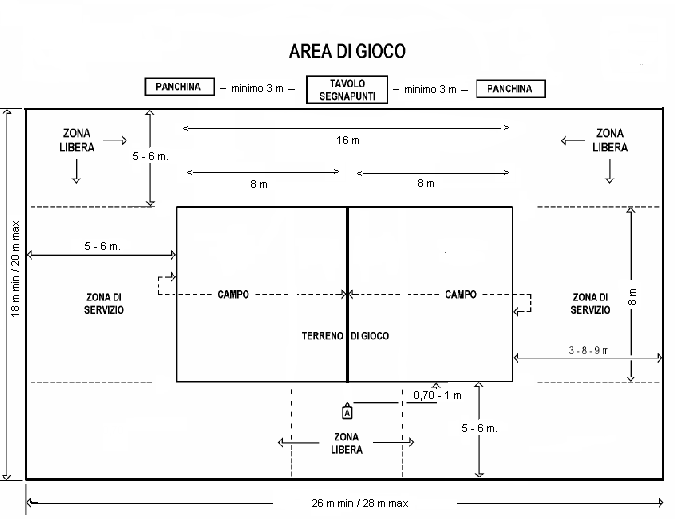 AREA DI GIOCO
PANCHINA
minimo 3 m
TAVOLO
SEGNAPUNTI
minimo 3 m
PANCHINA
ZONA
LIBERA
5 - 6 m.
16 m
ZONA
LIBERA
8 m
8 m
5 - 6 m.
18 m min / 20 m max
ZONA DI
SERVIZIO
CAMPO
CAMPO
ZONA DI
SERVIZIO
8 m
TERRENO DI GIOCO
3 - 8 - 9 m
0,70 - 1 m
A
5 - 6 m.
ZONA
LIBERA
26 m min / 28 m max